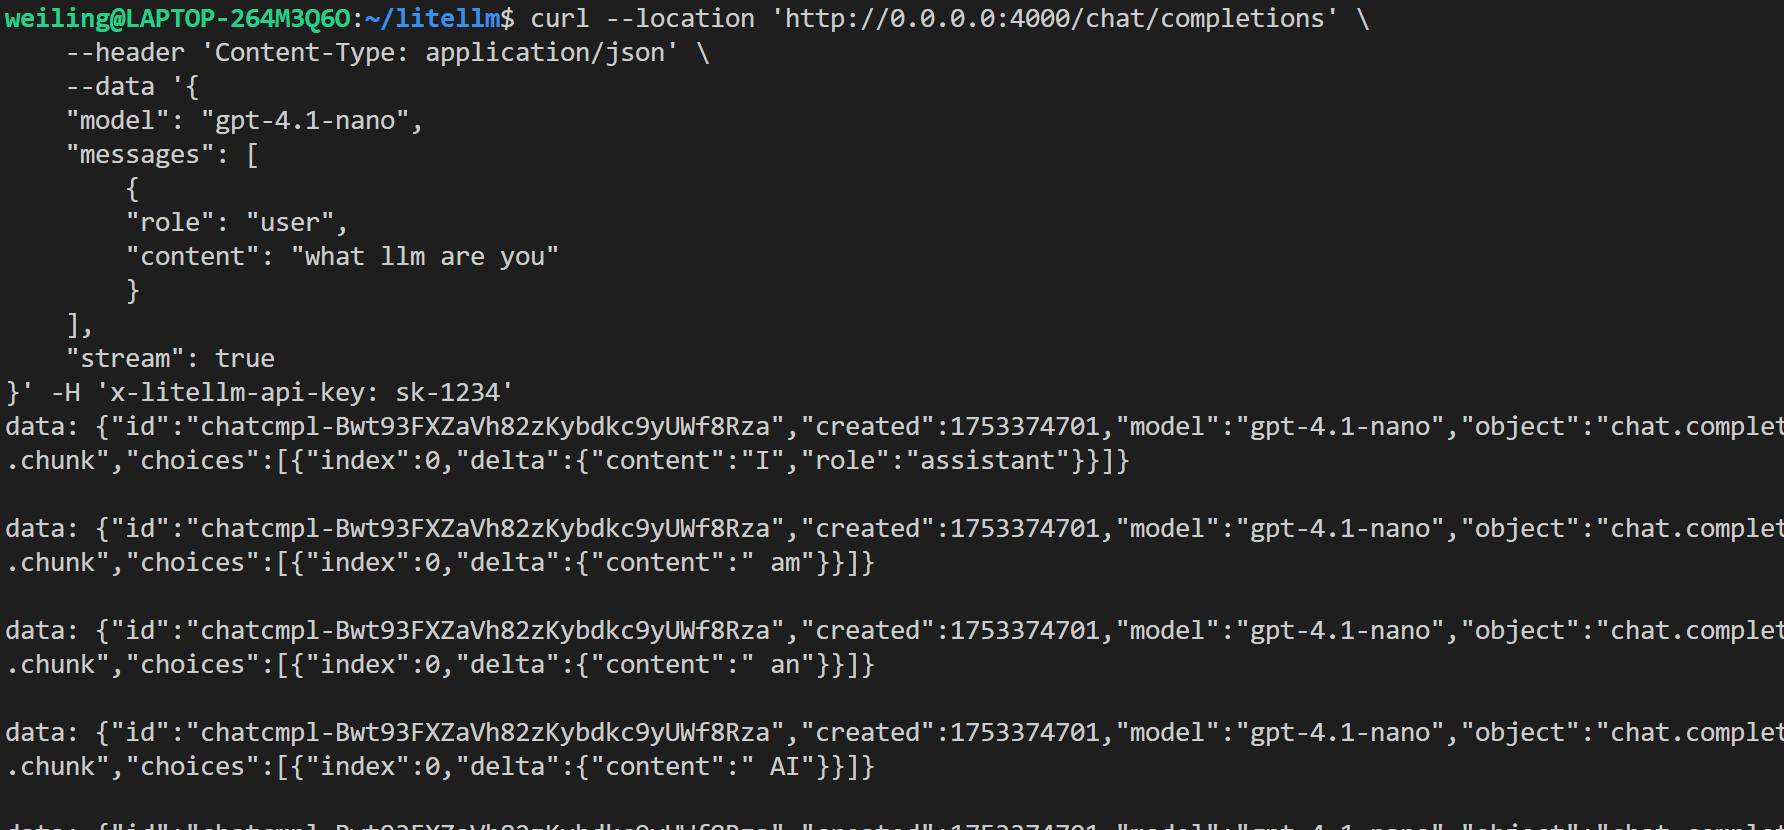 weiling@LAPTOP-264M3Q6O:~/litellm$ curl --location 'http://0.0.0.0:4000/chat/completions' \
    --header 'Content-Type: application/json' \
    --data '{
    "model": "gpt-4.1-nano",
    "messages": [
        {
        "role": "user",
        "content": "what llm are you"
        }
    ],
    "stream": true
}' -H 'x-litellm-api-key: sk-1234'
data: {"id":"chatcmpl-Bwt93FXZaVh82zKybdkc9yUWf8Rza","created":1753374701,"model":"gpt-4.1-nano","object":"chat.complet
.chunk","choices":[{"index":0,"delta":{"content":"I","role":"assistant"}}]}

data: {"id":"chatcmpl-Bwt93FXZaVh82zKybdkc9yUWf8Rza","created":1753374701,"model":"gpt-4.1-nano","object":"chat.complet
.chunk","choices":[{"index":0,"delta":{"content":" am"}}]}

data: {"id":"chatcmpl-Bwt93FXZaVh82zKybdkc9yUWf8Rza","created":1753374701,"model":"gpt-4.1-nano","object":"chat.complet
.chunk","choices":[{"index":0,"delta":{"content":" an"}}]}

data: {"id":"chatcmpl-Bwt93FXZaVh82zKybdkc9yUWf8Rza","created":1753374701,"model":"gpt-4.1-nano","object":"chat.complet
.chunk","choices":[{"index":0,"delta":{"content":" AI"}}]}